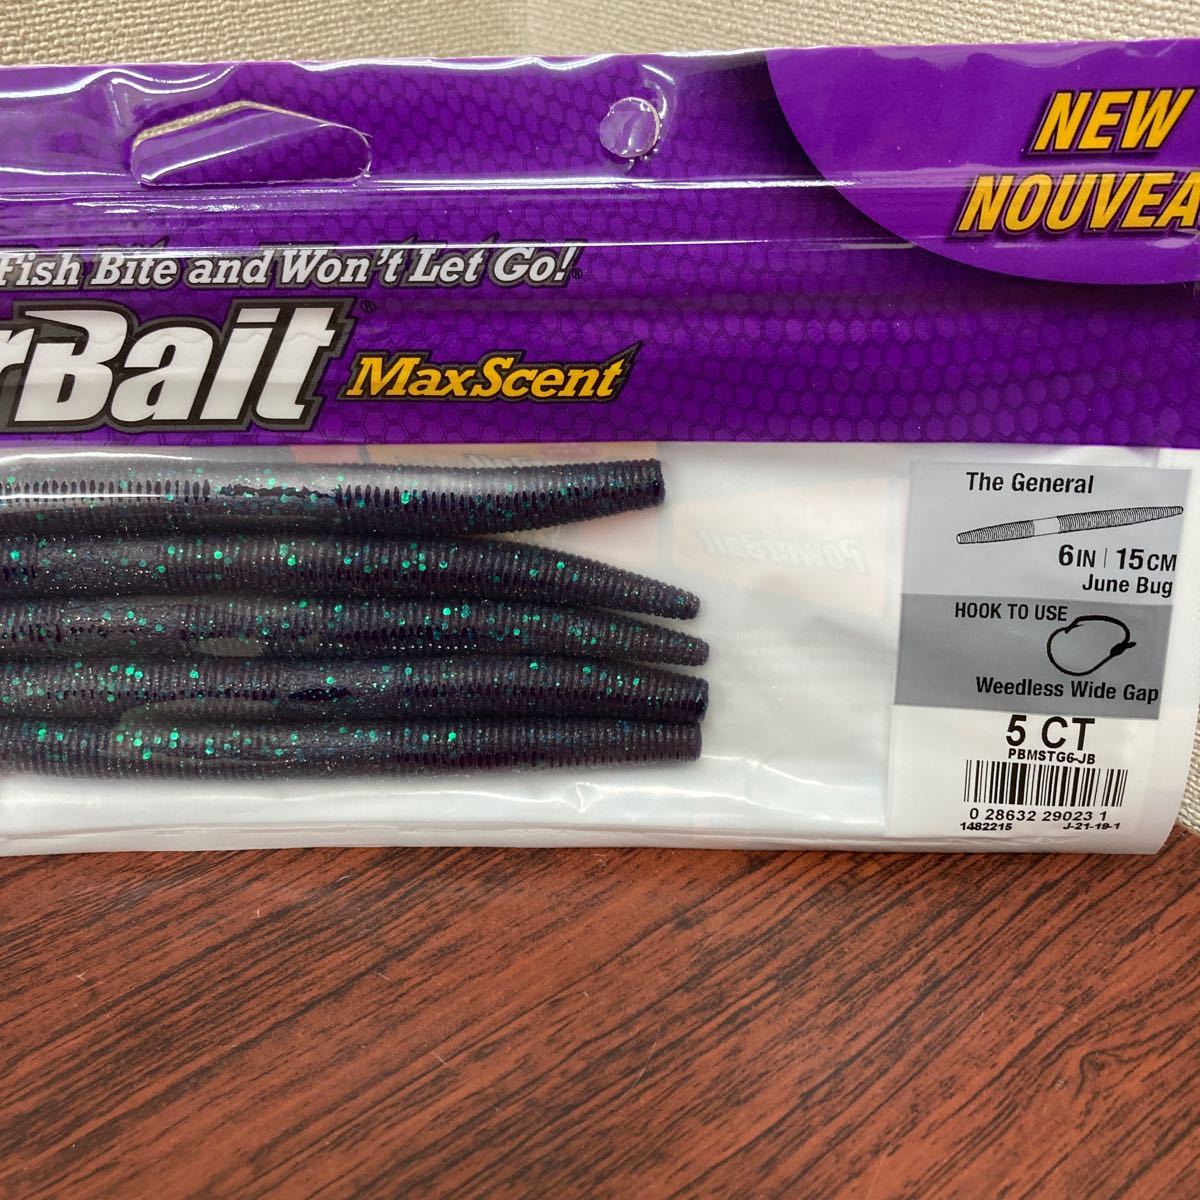 NEW
NOUVEA
Fish Bite and Won't Let Go!®
rBait® MaxScent
The General
6IN | 15CM
June Bug
HOOK TO USE
Weedless Wide Gap
5 CT
PBMSTG6-JB
0 28632 29023 1
1482215 J-21-19-1